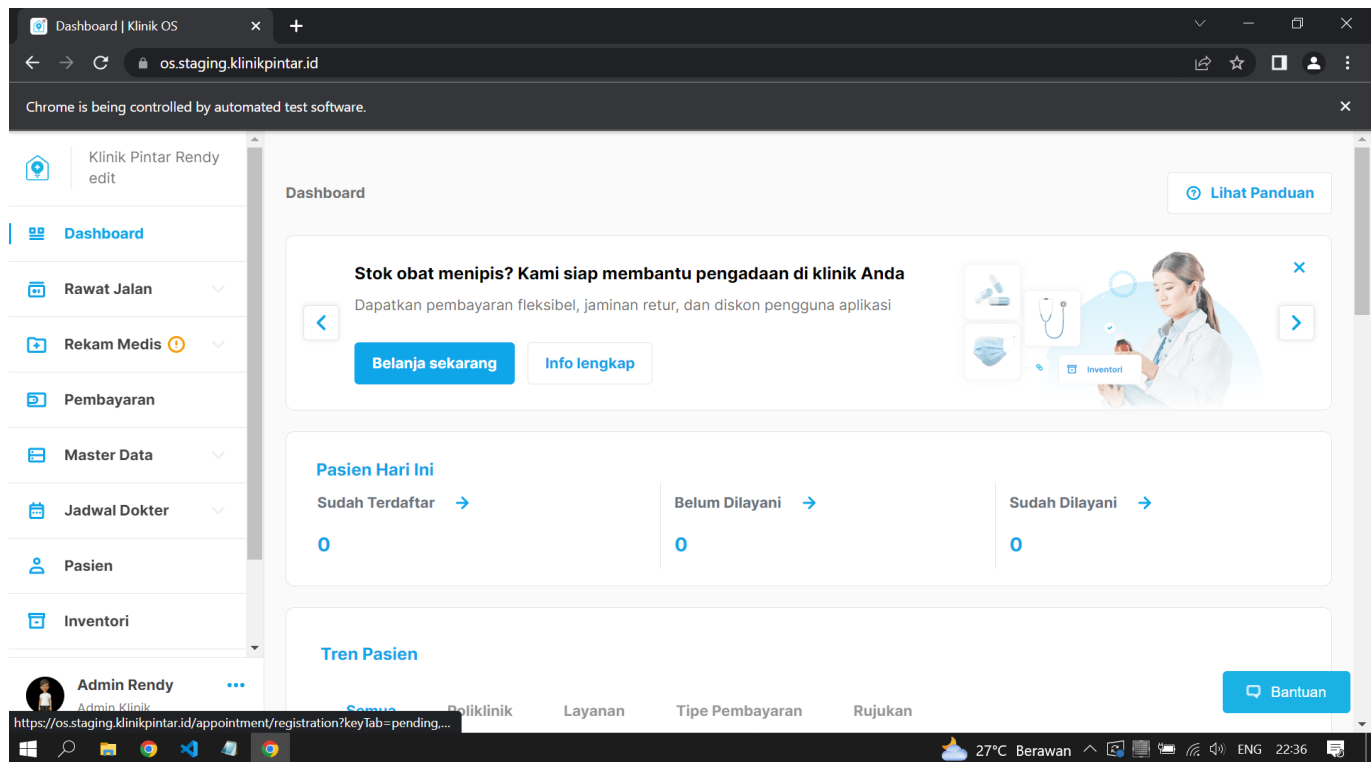 Dashboard | Klinik OS
os.staging.klinikpintar.id
Chrome is being controlled by automated test software.
Klinik Pintar Rendy
edit
Dashboard
Rawat Jalan
Rekam Medis
Pembayaran
Master Data
Jadwal Dokter
Pasien
Inventori
Admin Rendy
Admin Klinik
Dashboard
Lihat Panduan
Stok obat menipis? Kami siap membantu pengadaan di klinik Anda
Dapatkan pembayaran fleksibel, jaminan retur, dan diskon pengguna aplikasi
Belanja sekarang
Info lengkap
Inventori
Pasien Hari Ini
Sudah Terdaftar
0
Belum Dilayani
0
Sudah Dilayani
0
Tren Pasien
Semua Poliklinik Layanan Tipe Pembayaran Rujukan
Bantuan
https://os.staging.klinikpintar.id/appointment/registration?keyTab=pending,...
27°C Berawan ENG 22:36